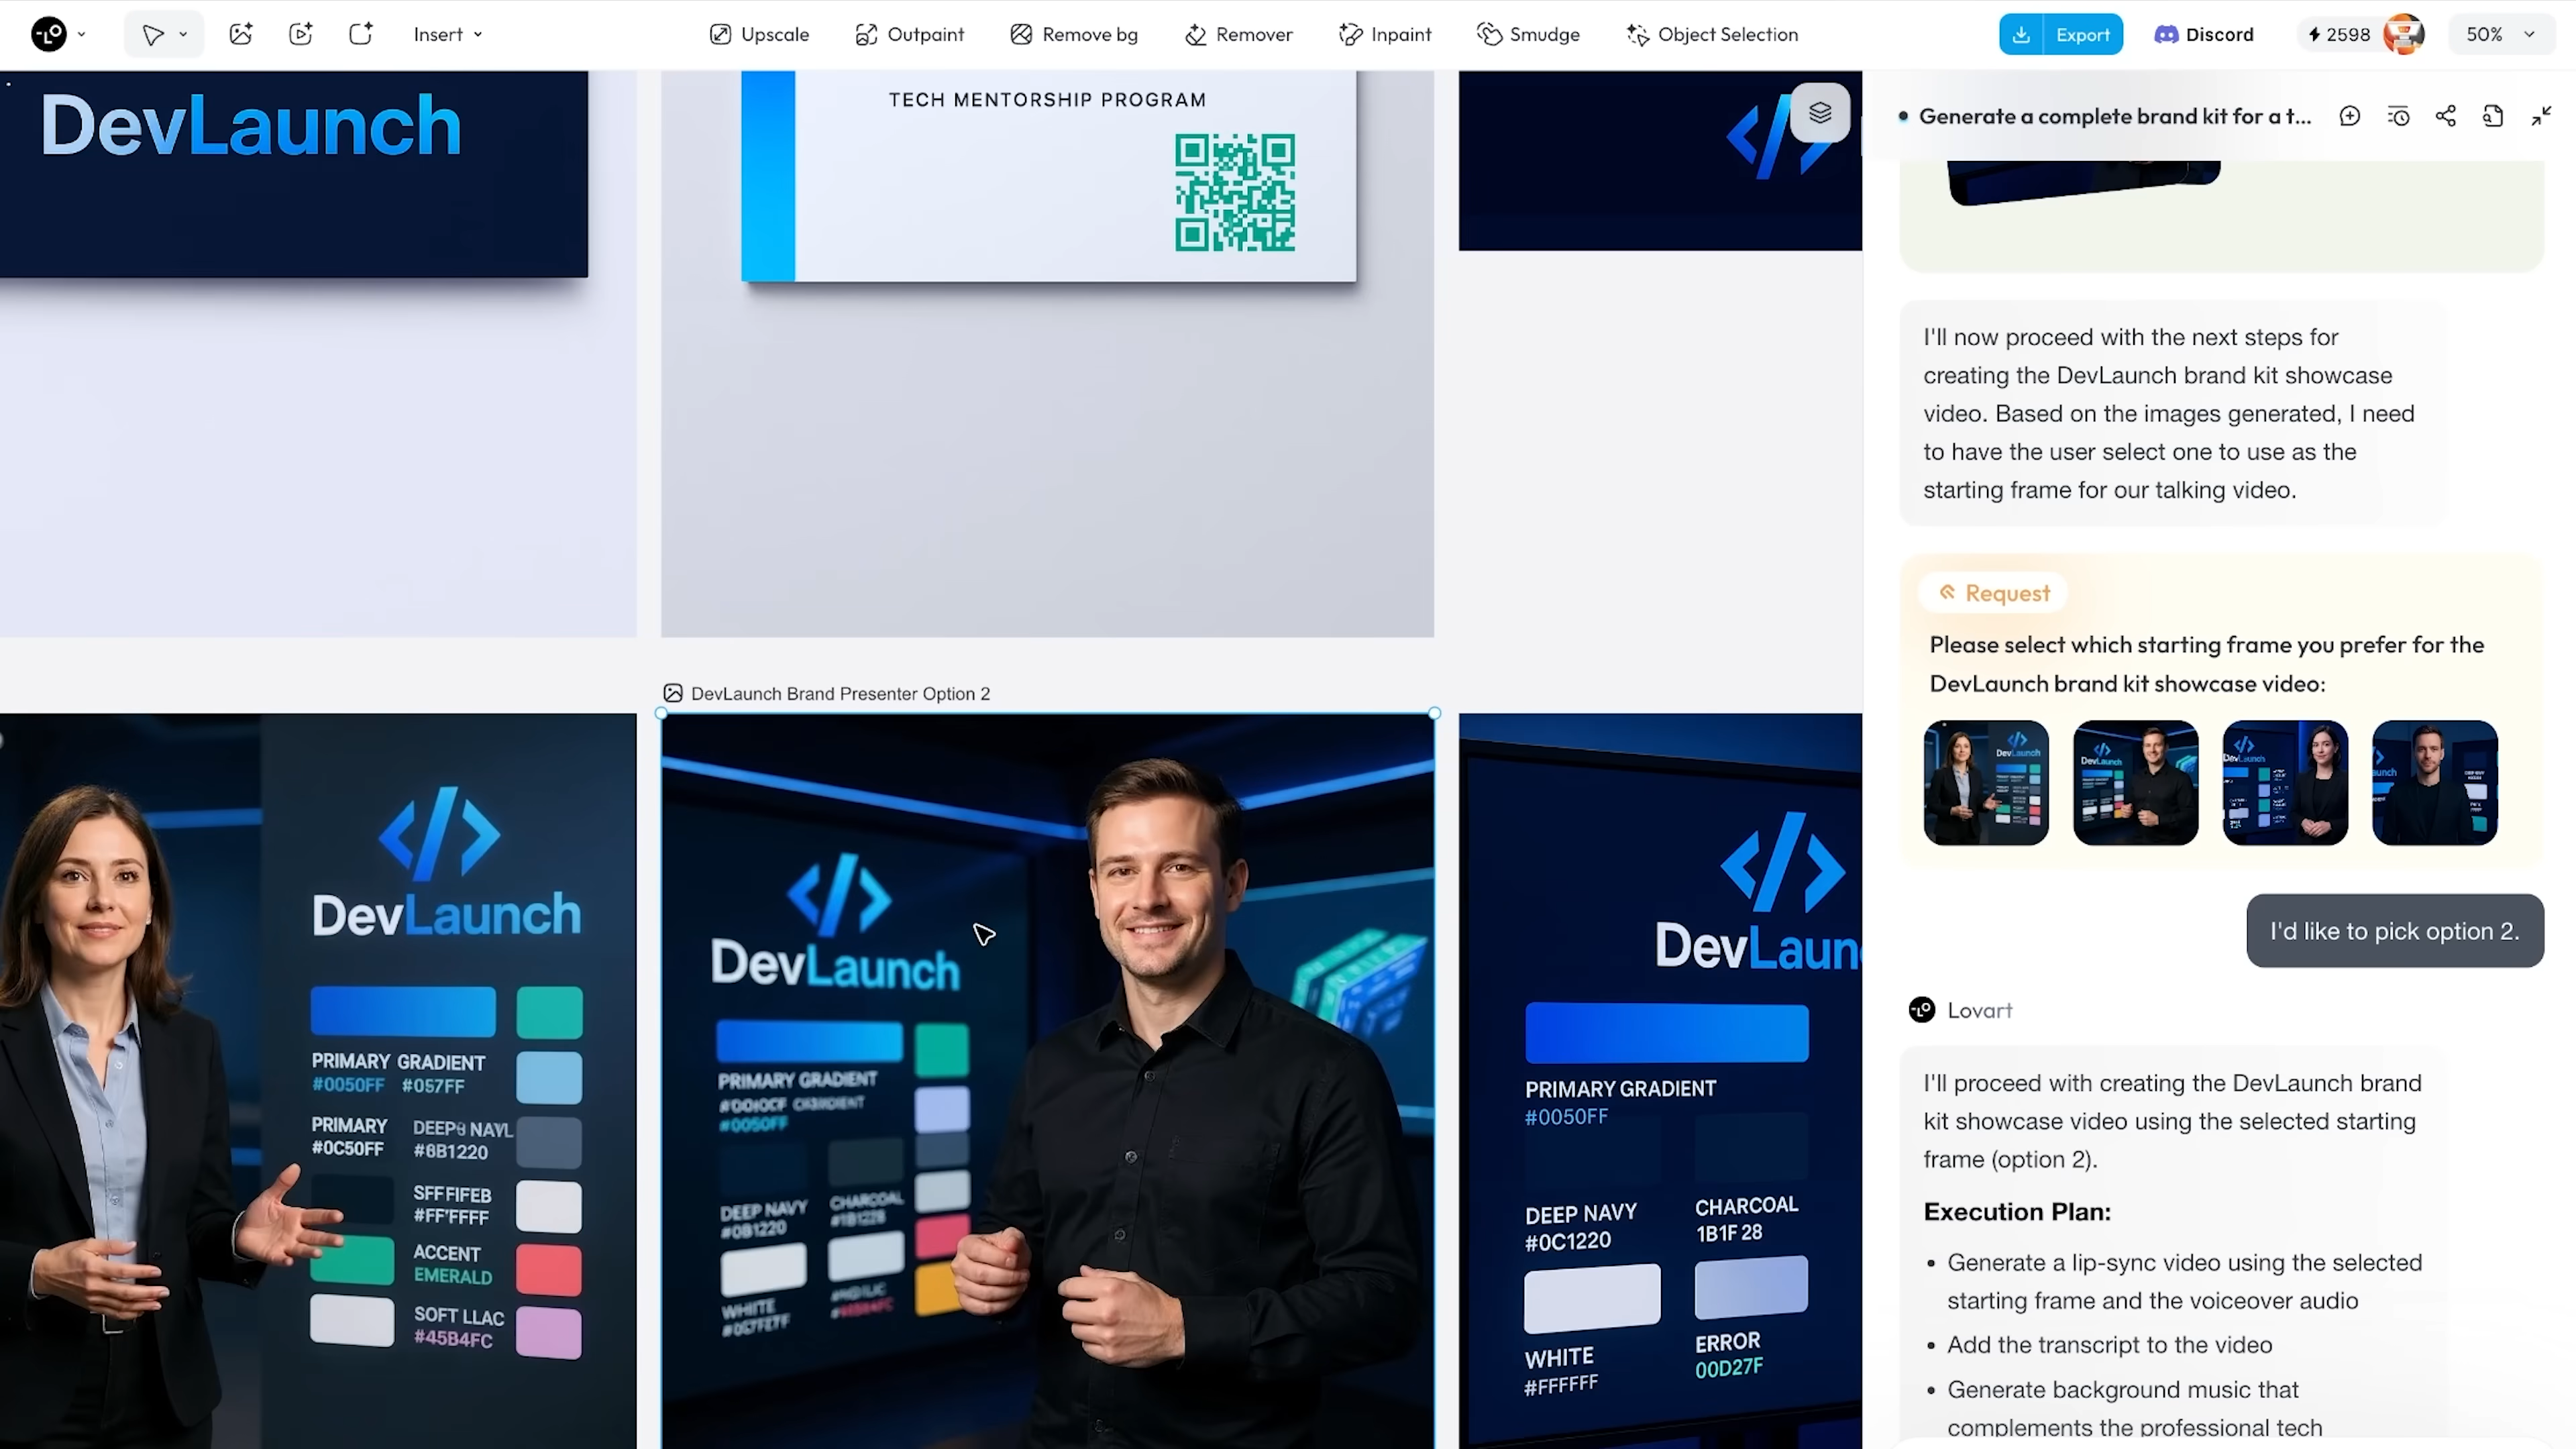 Insert
Upscale
Outpaint
Remove bg
Remover
Inpaint
Smudge
Object Selection
Export
Discord
2598
50%
DevLaunch
TECH MENTORSHIP PROGRAM
DevLaunch Brand Presenter Option 2
DevLaunch
PRIMARY GRADIENT
#0050FF #057FF
PRIMARY
#0C50FF
#8B1220
SFFFIFEB
#FFFFFF
ACCENT
EMERALD
SOFT LLAC
#45B4FC
DevLaunch
PRIMARY GRADIENT
#0050FF
DEEP NAVY
#0B1220
CHARCOAL
WHITE
DevLaun
PRIMARY GRADIENT
#0050FF
DEEP NAVY
#0C1220
CHARCOAL
1B1F 28
WHITE
#FFFFFF
ERROR
00D27F
Generate a complete brand kit for a t...
I'll now proceed with the next steps for
creating the DevLaunch brand kit showcase
video. Based on the images generated, I need
to have the user select one to use as the
starting frame for our talking video.
Request
Please select which starting frame you prefer for the
DevLaunch brand kit showcase video:
I'd like to pick option 2.
Lovart
I'll proceed with creating the DevLaunch brand
kit showcase video using the selected starting
frame (option 2).
Execution Plan:
• Generate a lip-sync video using the selected
starting frame and the voiceover audio
• Add the transcript to the video
• Generate background music that
complements the professional tech